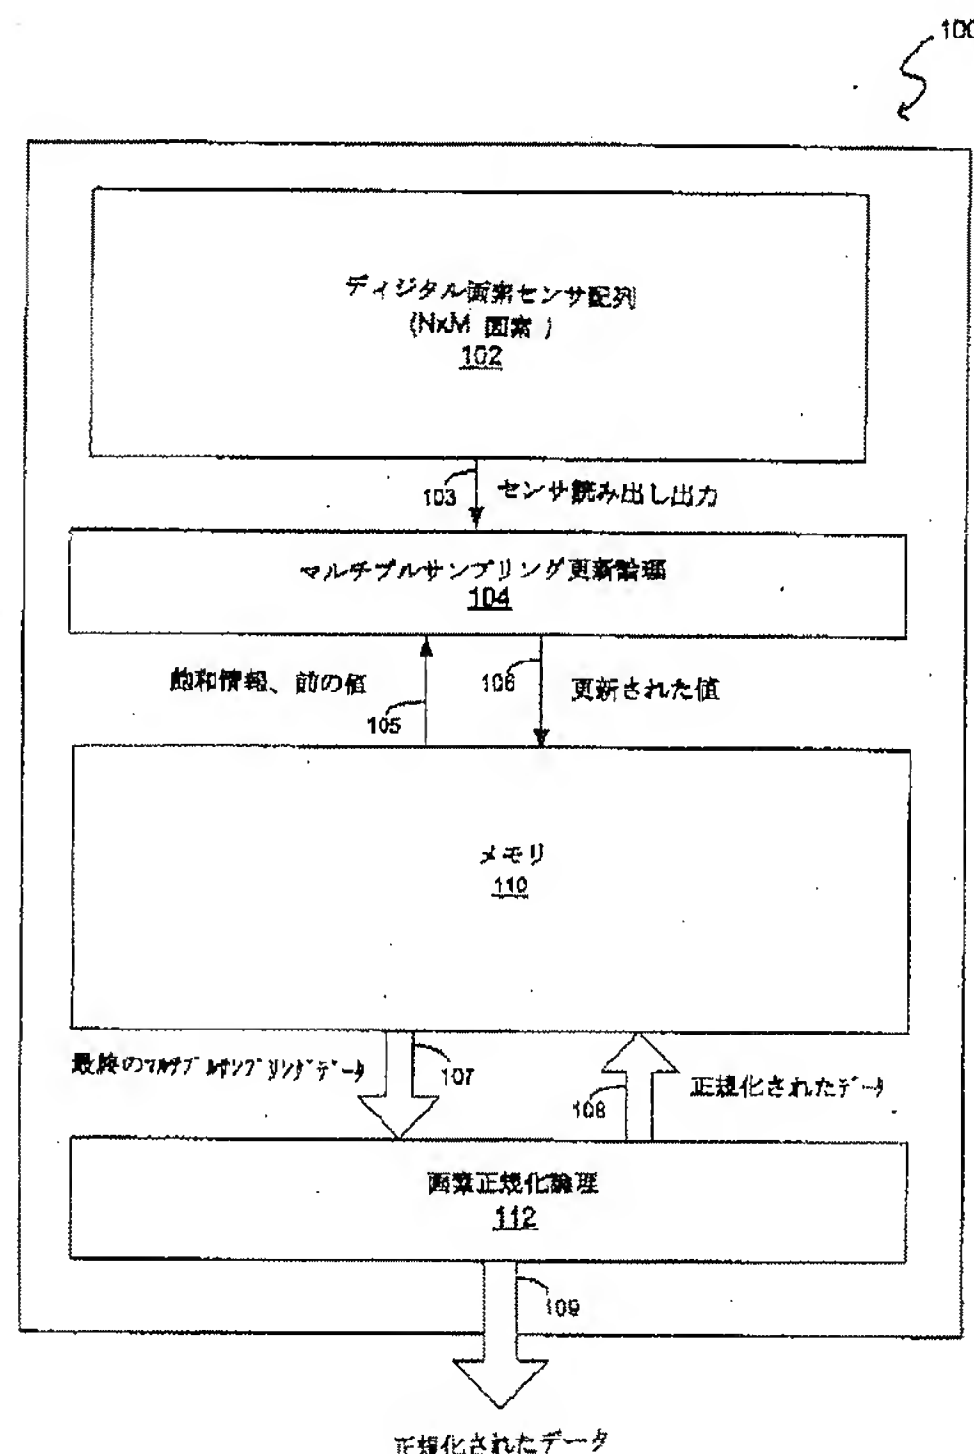 100
ディジタル画素センサ配列
(NxM 画素 )
102
103
センサ読み出し出力
マルチプルサンプリング更新論理
104
飽和情報、前の値
105
106
更新された値
メモリ
110
最終のﾏﾙﾁﾌﾟﾙｻﾝﾌﾟﾘﾝｸﾞﾃﾞｰﾀ
107
108
正規化されたﾃﾞｰﾀ
画素正規化論理
112
109
正規化されたデータ